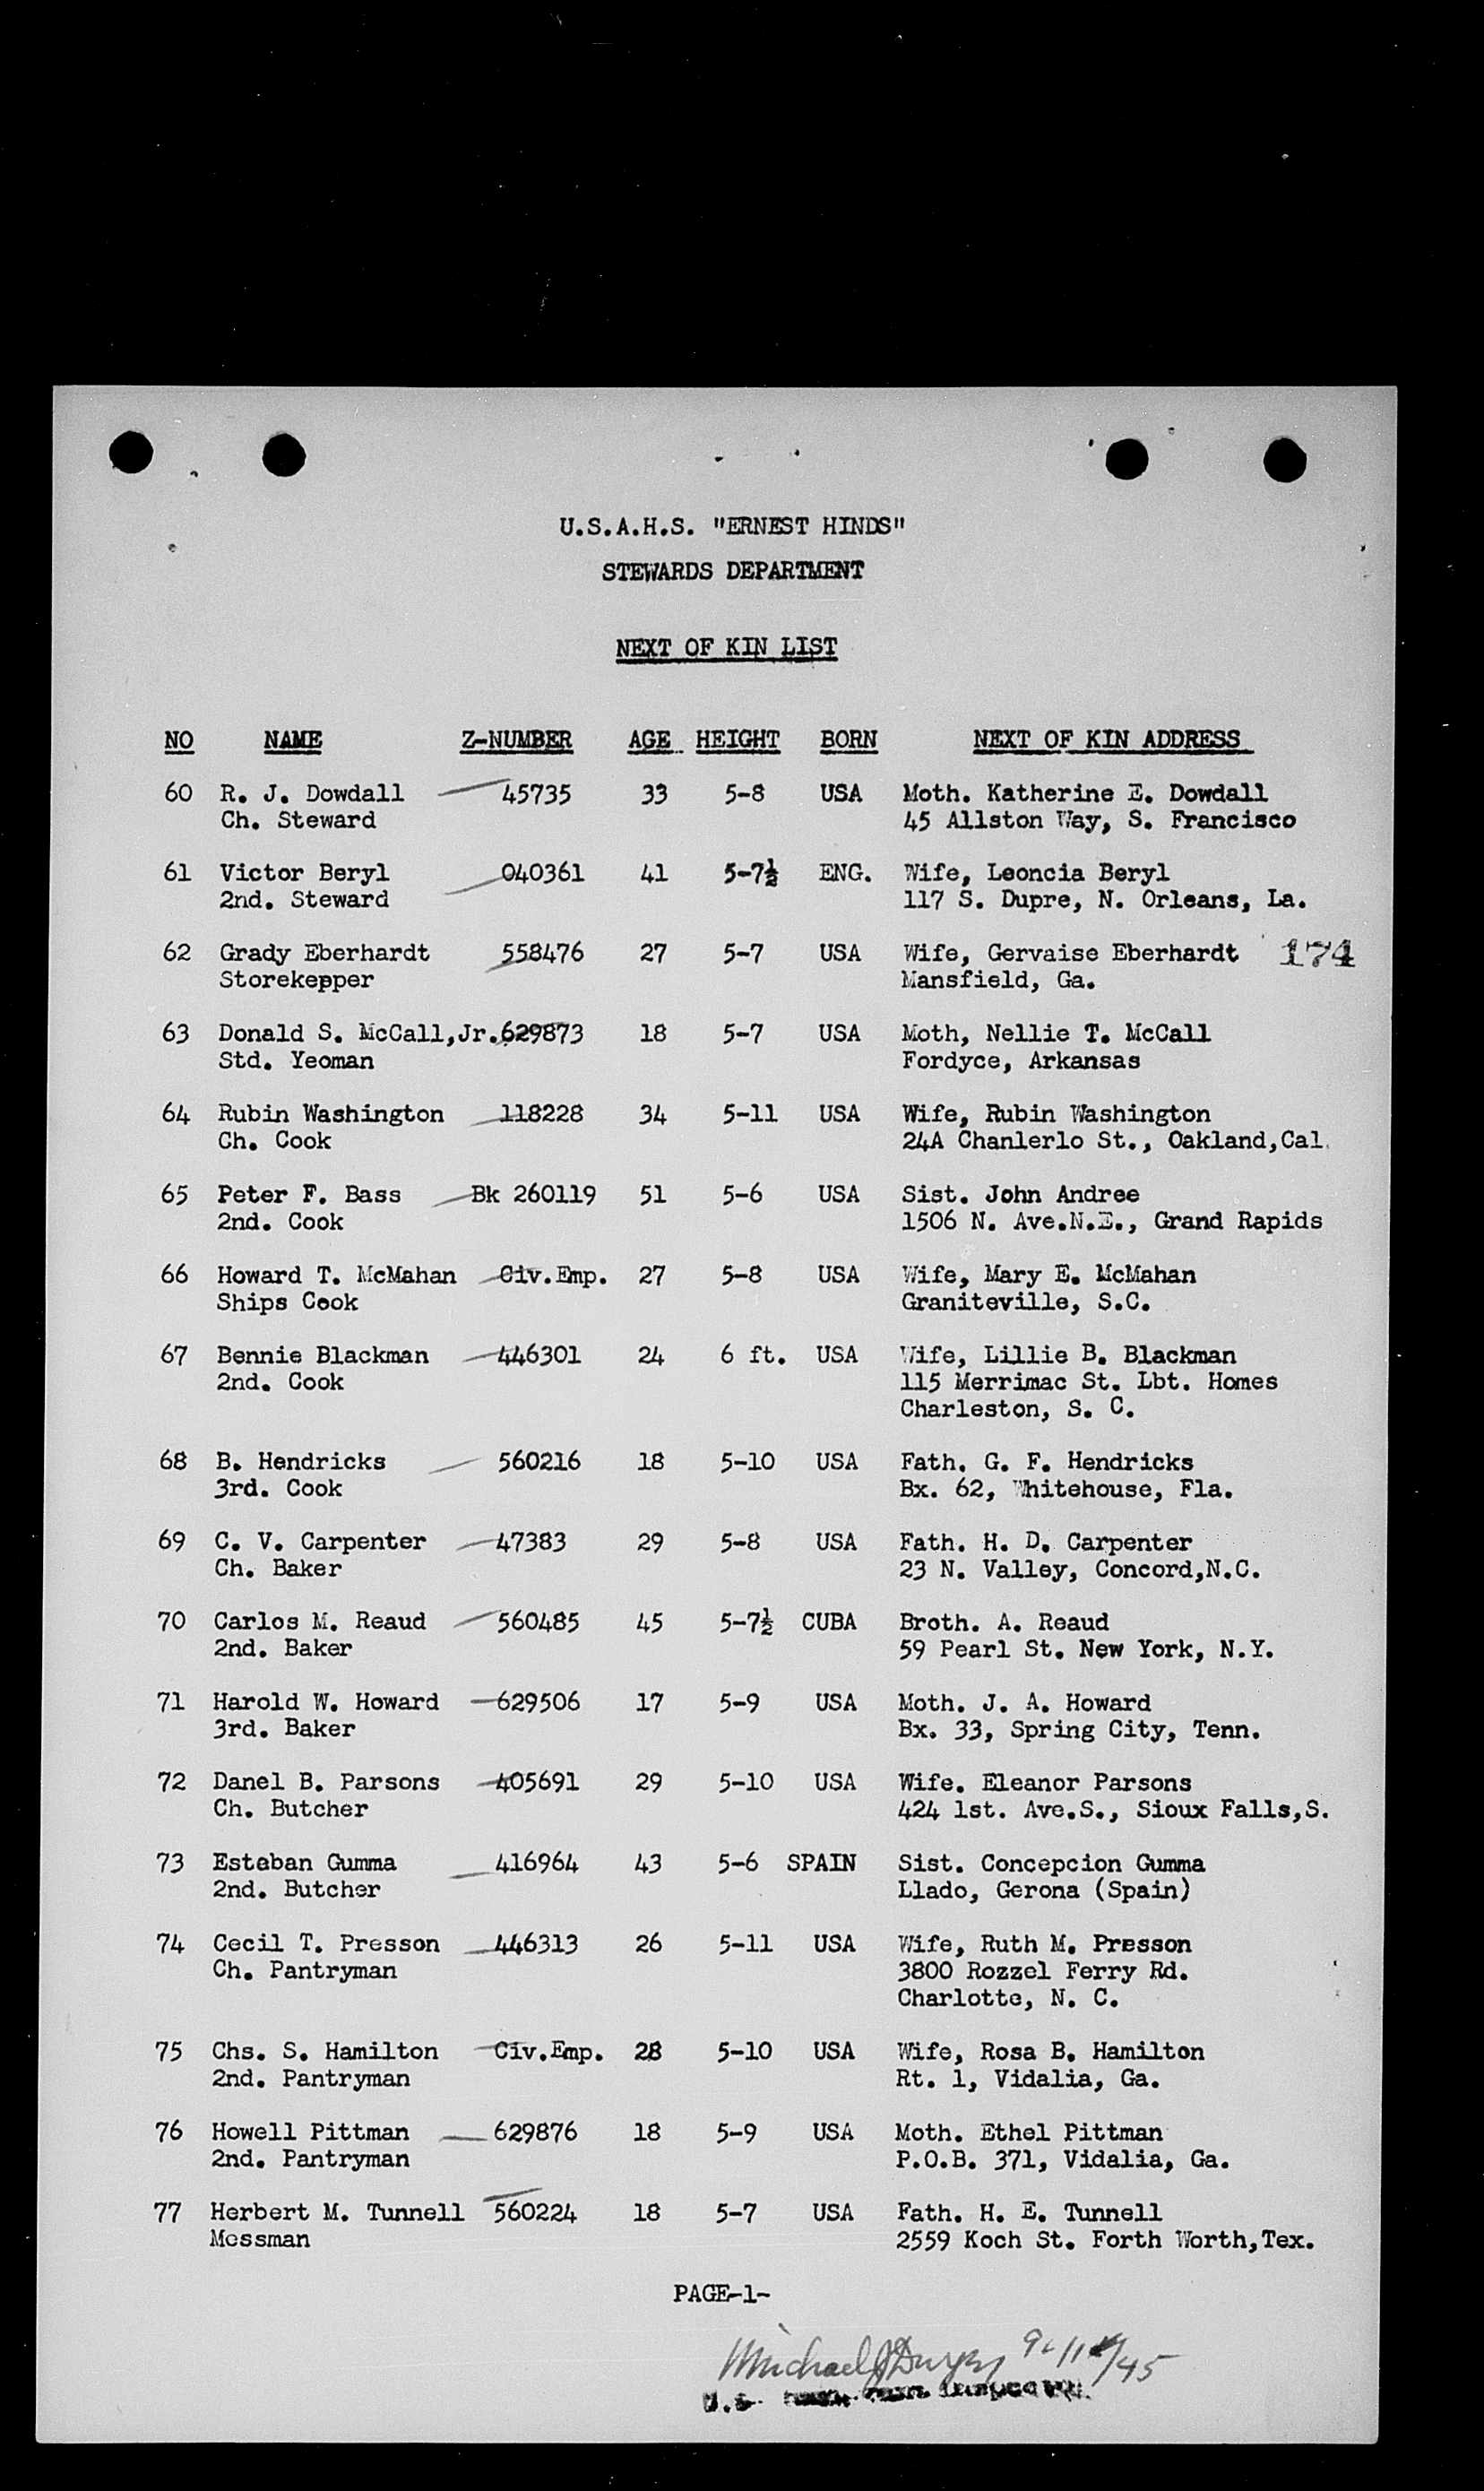 U.S.A.H.S. "ERNEST HINDS"
STEWARDS DEPARTMENT
NEXT OF KIN LIST
NO NAME Z-NUMBER AGE HEIGHT BORN NEXT OF KIN ADDRESS
60 R. J. Dowdall 45735 33 5-8 USA Moth. Katherine E. Dowdall
Ch. Steward 45 Allston Way, S. Francisco
61 Victor Beryl 040361 41 5-7½ ENG. Wife, Leoncia Beryl
2nd. Steward 117 S. Dupre, N. Orleans, La.
62 Grady Eberhardt 558476 27 5-7 USA Wife, Gervaise Eberhardt 174
Storekepper Mansfield, Ga.
63 Donald S. McCall,Jr.629873 18 5-7 USA Moth, Nellie T. McCall
Std. Yeoman Fordyce, Arkansas
64 Rubin Washington 118228 34 5-11 USA Wife, Rubin Washington
Ch. Cook 24A Chanlerlo St., Oakland,Cal.
65 Peter F. Bass Bk 260119 51 5-6 USA Sist. John Andree
2nd. Cook 1506 N. Ave.N.E., Grand Rapids
66 Howard T. McMahan Civ.Emp. 27 5-8 USA Wife, Mary E. McMahan
Ships Cook Graniteville, S.C.
67 Bennie Blackman 446301 24 6 ft. USA Wife, Lillie B. Blackman
2nd. Cook 115 Merrimac St. Lbt. Homes
Charleston, S. C.
68 B. Hendricks 560216 18 5-10 USA Fath. G. F. Hendricks
3rd. Cook Bx. 62, Whitehouse, Fla.
69 C. V. Carpenter 47383 29 5-8 USA Fath. H. D. Carpenter
Ch. Baker 23 N. Valley, Concord,N.C.
70 Carlos M. Reaud 560485 45 5-7½ CUBA Broth. A. Reaud
2nd. Baker 59 Pearl St. New York, N.Y.
71 Harold W. Howard 629506 17 5-9 USA Moth. J. A. Howard
3rd. Baker Bx. 33, Spring City, Tenn.
72 Danel B. Parsons 405691 29 5-10 USA Wife. Eleanor Parsons
Ch. Butcher 424 1st. Ave.S., Sioux Falls,S.
73 Esteban Gumma 416964 43 5-6 SPAIN Sist. Concepcion Gumma
2nd. Butcher Llado, Gerona (Spain)
74 Cecil T. Presson 446313 26 5-11 USA Wife, Ruth M. Presson
Ch. Pantryman 3800 Rozzel Ferry Rd.
Charlotte, N. C.
75 Chs. S. Hamilton Civ.Emp. 28 5-10 USA Wife, Rosa B. Hamilton
2nd. Pantryman Rt. 1, Vidalia, Ga.
76 Howell Pittman 629876 18 5-9 USA Moth. Ethel Pittman
2nd. Pantryman P.O.B. 371, Vidalia, Ga.
77 Herbert M. Tunnell 560224 18 5-7 USA Fath. H. E. Tunnell
Messman 2559 Koch St. Forth Worth,Tex.
PAGE-1-
Michael
U.S.